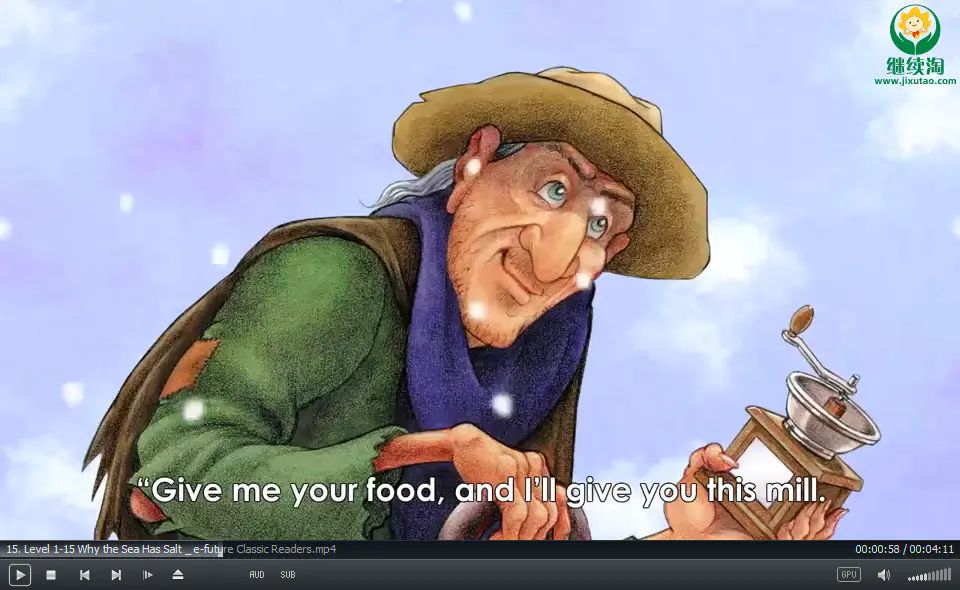 继续淘
www.jixutao.com
“Give me your food, and I’ll give you this mill.
15. Level 1-15 Why the Sea Has Salt _ e-future Classic Readers.mp4
00:00:58 / 00:04:11
AUD SUB
GPU